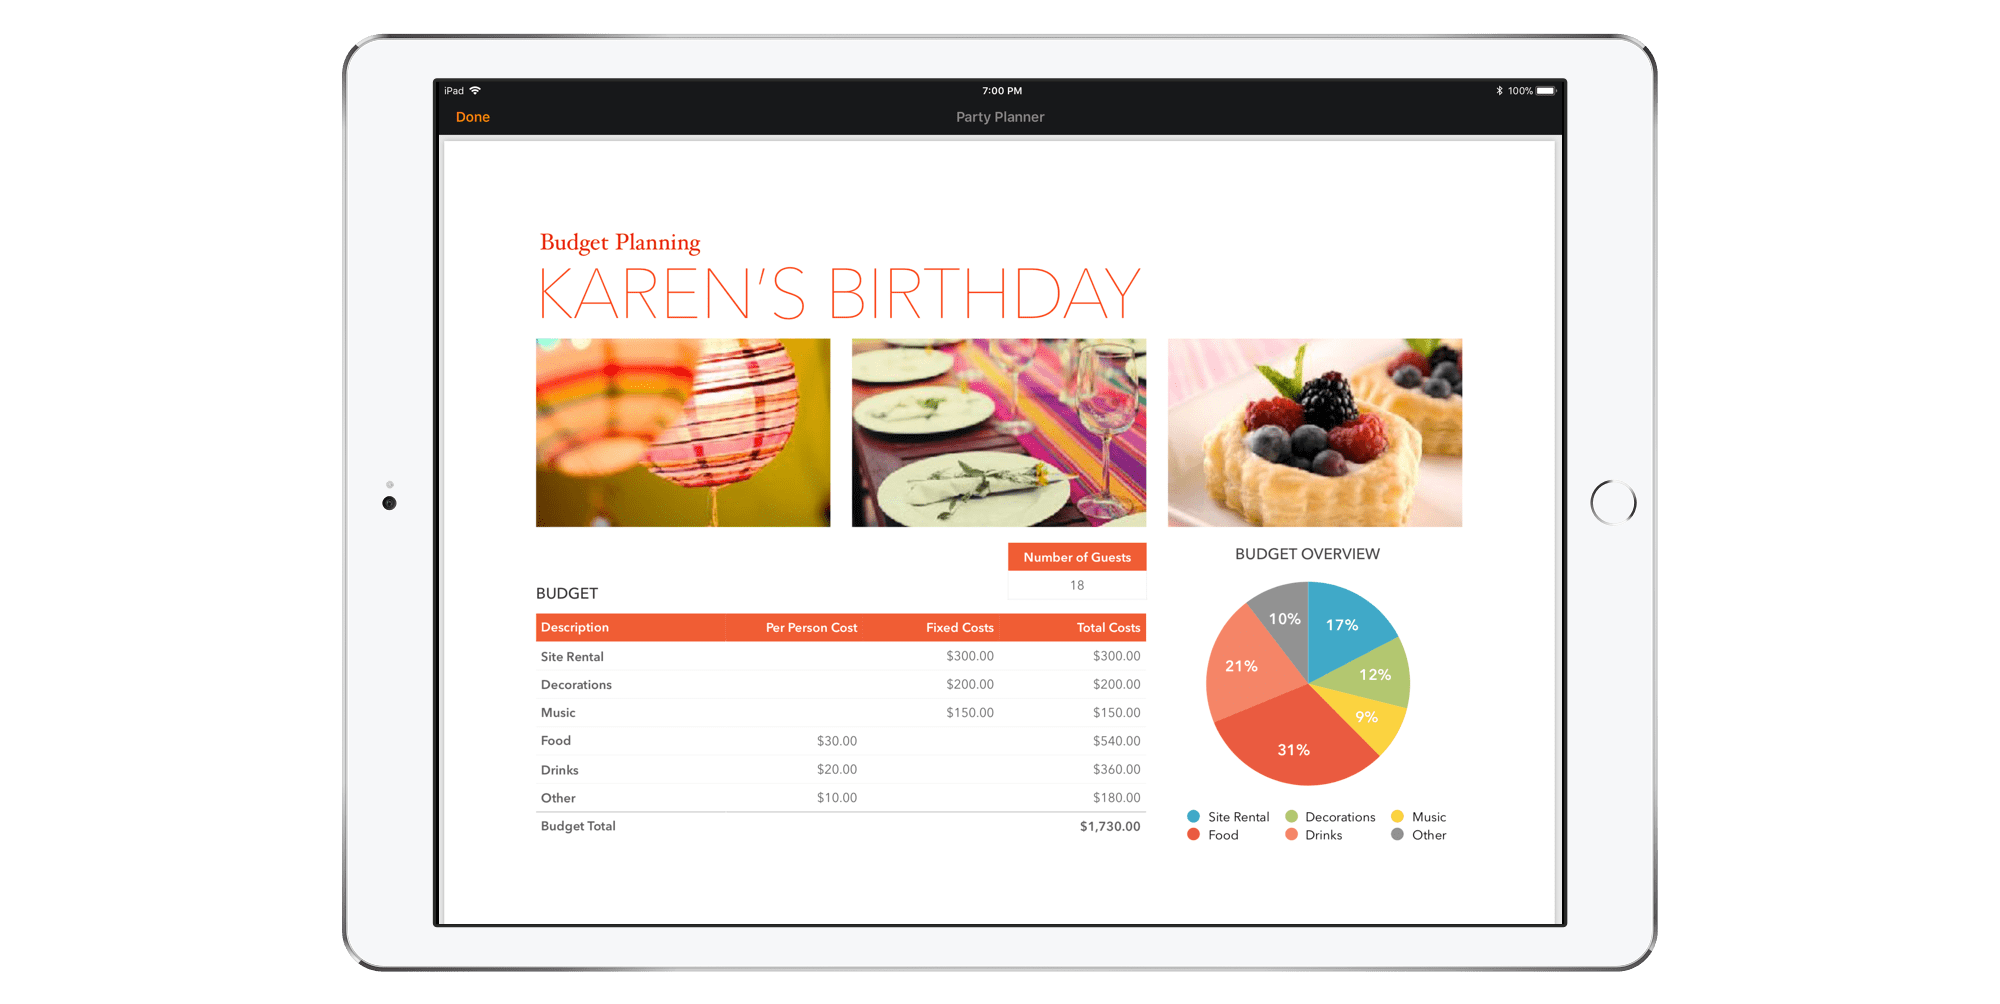 iPad 7:00 PM 100%
Done Party Planner
Budget Planning
KAREN'S BIRTHDAY
Number of Guests
18
BUDGET
Description Per Person Cost Fixed Costs Total Costs
Site Rental $300.00 $300.00
Decorations $200.00 $200.00
Music $150.00 $150.00
Food $30.00 $540.00
Drinks $20.00 $360.00
Other $10.00 $180.00
Budget Total $1,730.00
BUDGET OVERVIEW
10% 17%
21% 12%
9%
31%
Site Rental Decorations Music
Food Drinks Other